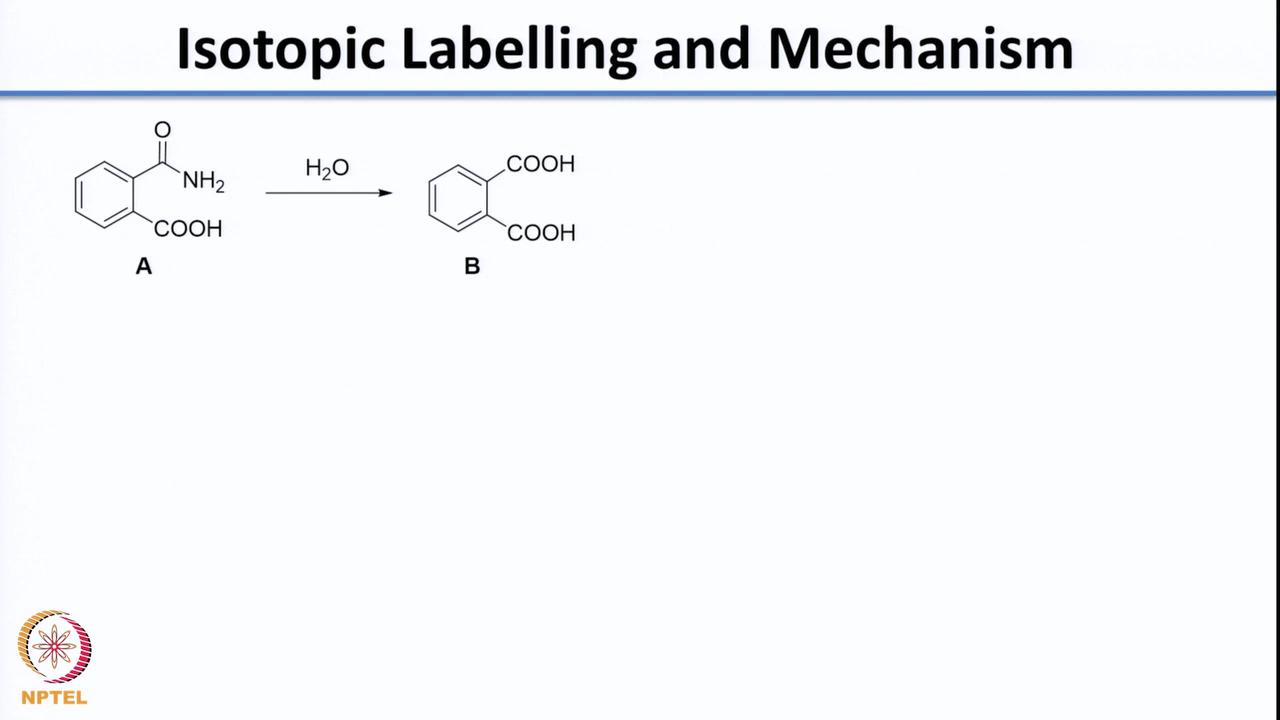 Isotopic Labelling and Mechanism
O
NH₂
COOH
A
H₂O
COOH
COOH
B
NPTEL